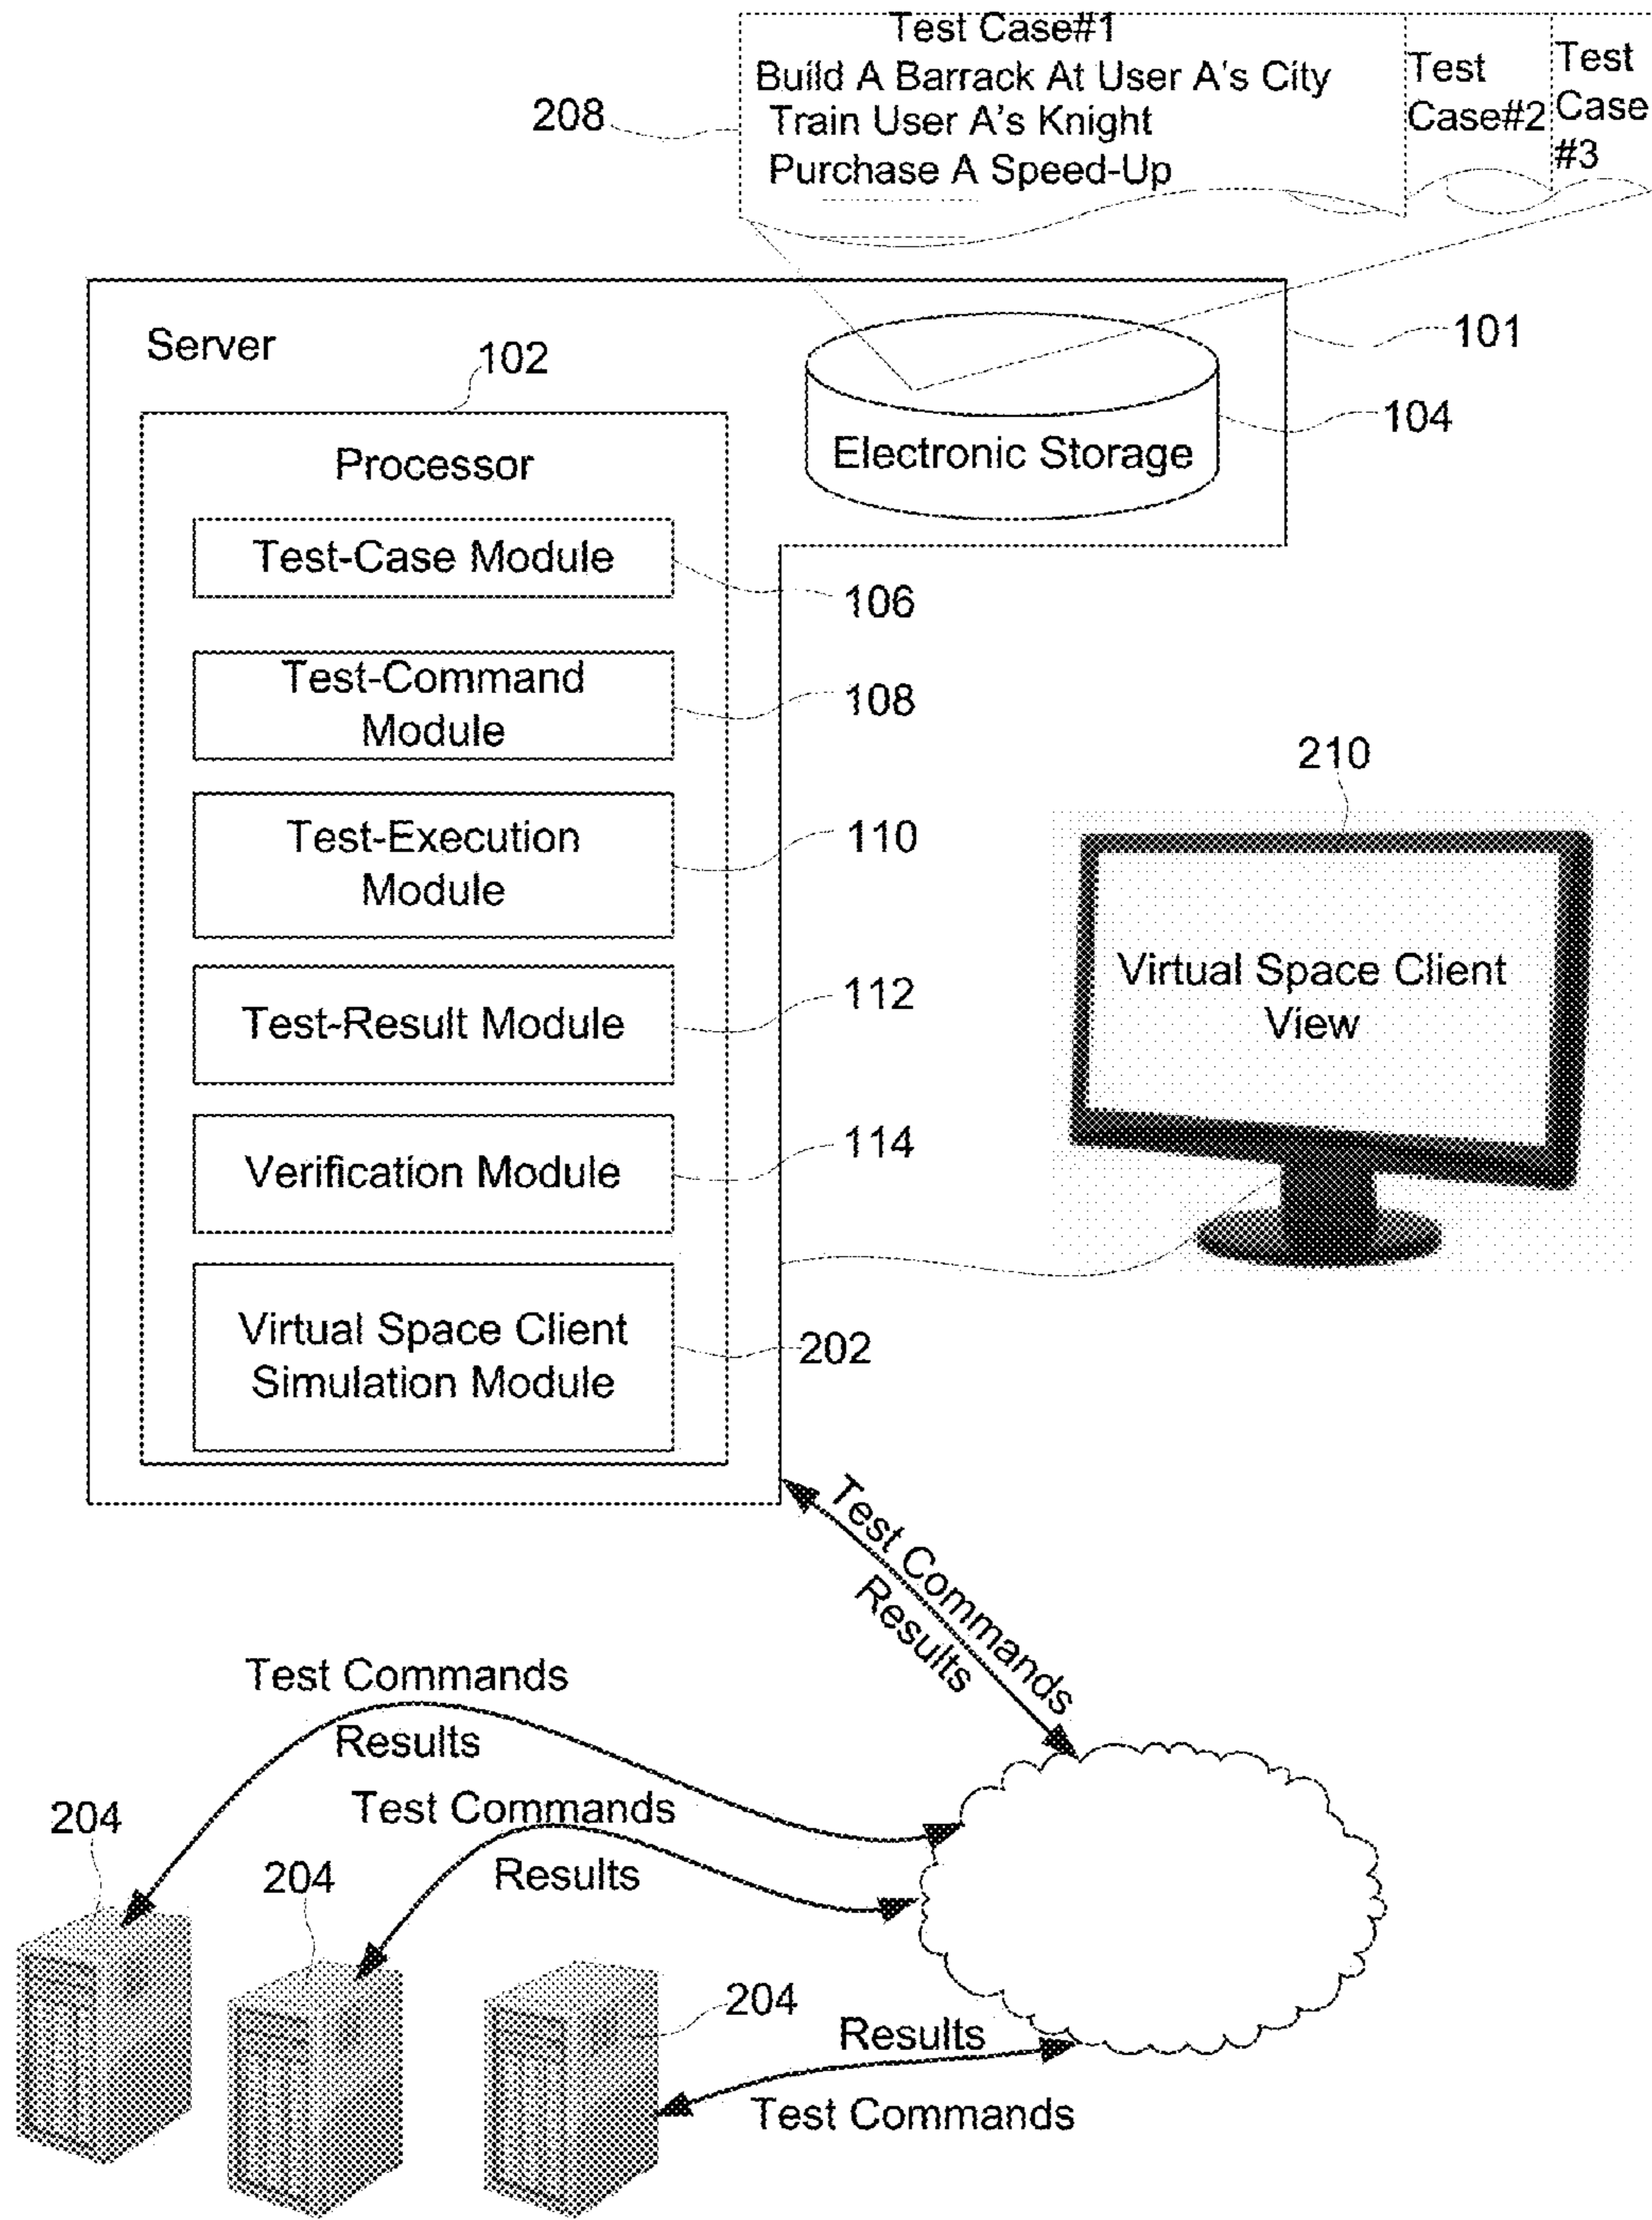 Test Case#1
Build A Barrack At User A's City
Train User A's Knight
Purchase A Speed-Up
Test
Case#2
Test
Case
#3
208
Server
101
102
104
Electronic Storage
Processor
Test-Case Module
106
Test-Command
Module
108
Test-Execution
Module
110
Test-Result Module
112
Verification Module
114
Virtual Space Client
Simulation Module
202
210
Virtual Space Client
View
Test Commands
Results
Test Commands
Results
Test Commands
Results
204
204
204
Results
Test Commands